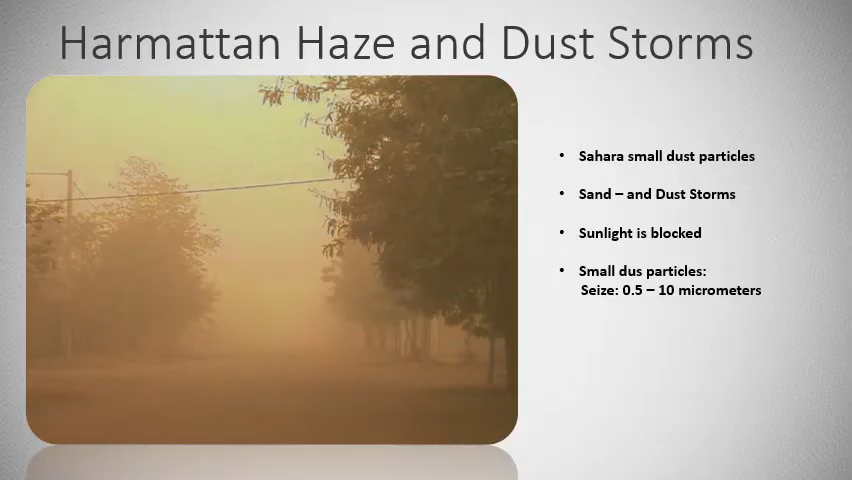 Harmattan Haze and Dust Storms
• Sahara small dust particles
• Sand – and Dust Storms
• Sunlight is blocked
• Small dus particles:
Seize: 0.5 – 10 micrometers